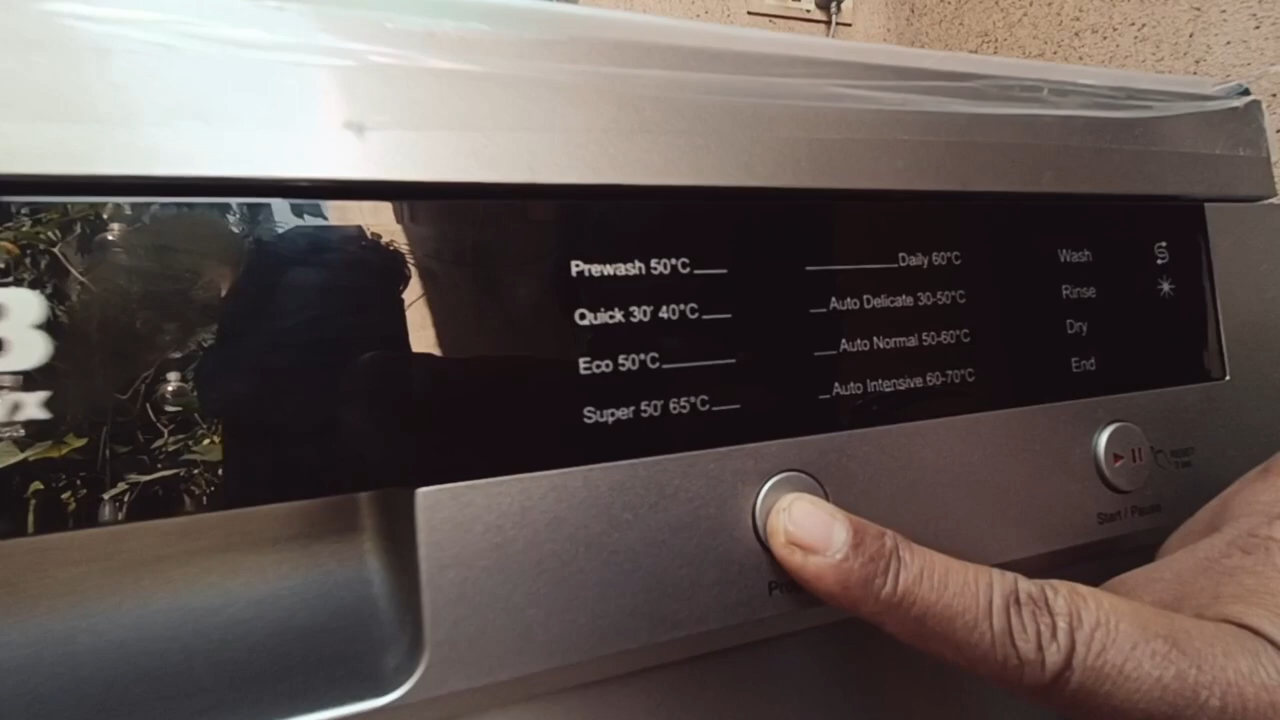 Prewash 50°C
Quick 30' 40°C
Eco 50°C
Super 50' 65°C
Daily 60°C
Auto Delicate 30-50°C
Auto Normal 50-60°C
Auto Intensive 60-70°C
Wash
Rinse
Dry
End
RESET
Start / Pause